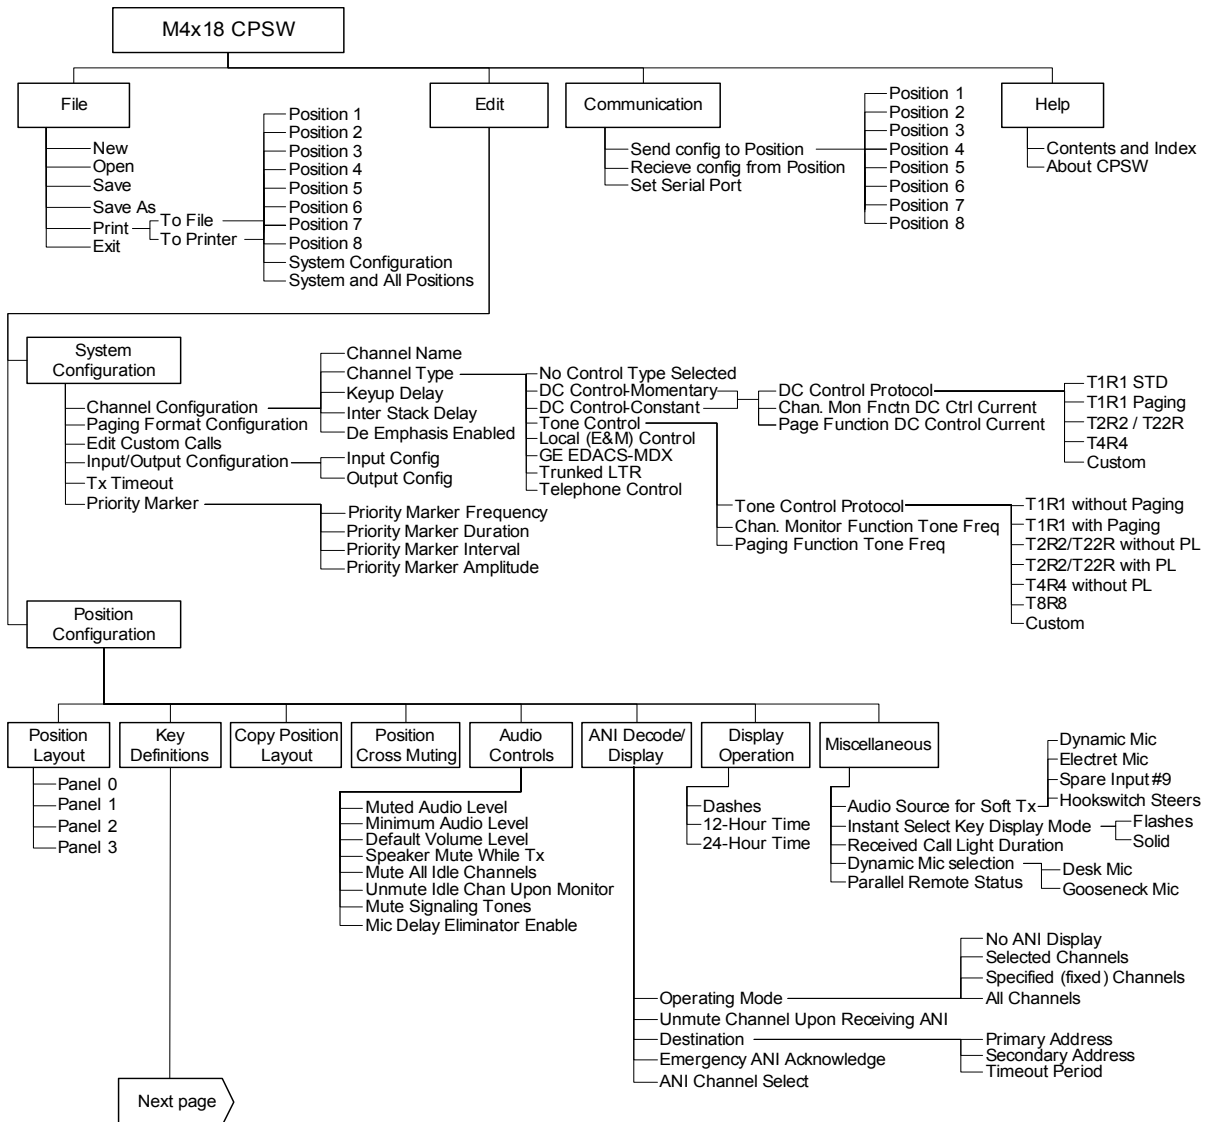 M4x18 CPSW
File
Edit
Communication
Help
New
Open
Save
Save As
Print
Exit
To File
To Printer
Position 1
Position 2
Position 3
Position 4
Position 5
Position 6
Position 7
Position 8
System Configuration
System and All Positions
Send config to Position
Recieve config from Position
Set Serial Port
Position 1
Position 2
Position 3
Position 4
Position 5
Position 6
Position 7
Position 8
Contents and Index
About CPSW
System
Configuration
Channel Configuration
Paging Format Configuration
Edit Custom Calls
Input/Output Configuration
Tx Timeout
Priority Marker
Channel Name
Channel Type
Keyup Delay
Inter Stack Delay
De Emphasis Enabled
Input Config
Output Config
Priority Marker Frequency
Priority Marker Duration
Priority Marker Interval
Priority Marker Amplitude
No Control Type Selected
DC Control-Momentary
DC Control-Constant
Tone Control
Local (E&M) Control
GE EDACS-MDX
Trunked LTR
Telephone Control
DC Control Protocol
Chan. Mon Fnctn DC Ctrl Current
Page Function DC Control Current
T1R1 STD
T1R1 Paging
T2R2 / T22R
T4R4
Custom
Tone Control Protocol
Chan. Monitor Function Tone Freq
Paging Function Tone Freq
T1R1 without Paging
T1R1 with Paging
T2R2/T22R without PL
T2R2/T22R with PL
T4R4 without PL
T8R8
Custom
Position
Configuration
Position
Layout
Key
Definitions
Copy Position
Layout
Position
Cross Muting
Audio
Controls
ANI Decode/
Display
Display
Operation
Miscellaneous
Panel 0
Panel 1
Panel 2
Panel 3
Muted Audio Level
Minimum Audio Level
Default Volume Level
Speaker Mute While Tx
Mute All Idle Channels
Unmute Idle Chan Upon Monitor
Mute Signaling Tones
Mic Delay Eliminator Enable
Dashes
12-Hour Time
24-Hour Time
Audio Source for Soft Tx
Instant Select Key Display Mode
Received Call Light Duration
Dynamic Mic selection
Parallel Remote Status
Dynamic Mic
Electret Mic
Spare Input #9
Hookswitch Steers
Flashes
Solid
Desk Mic
Gooseneck Mic
Operating Mode
Unmute Channel Upon Receiving ANI
Destination
Emergency ANI Acknowledge
ANI Channel Select
No ANI Display
Selected Channels
Specified (fixed) Channels
All Channels
Primary Address
Secondary Address
Timeout Period
Next page